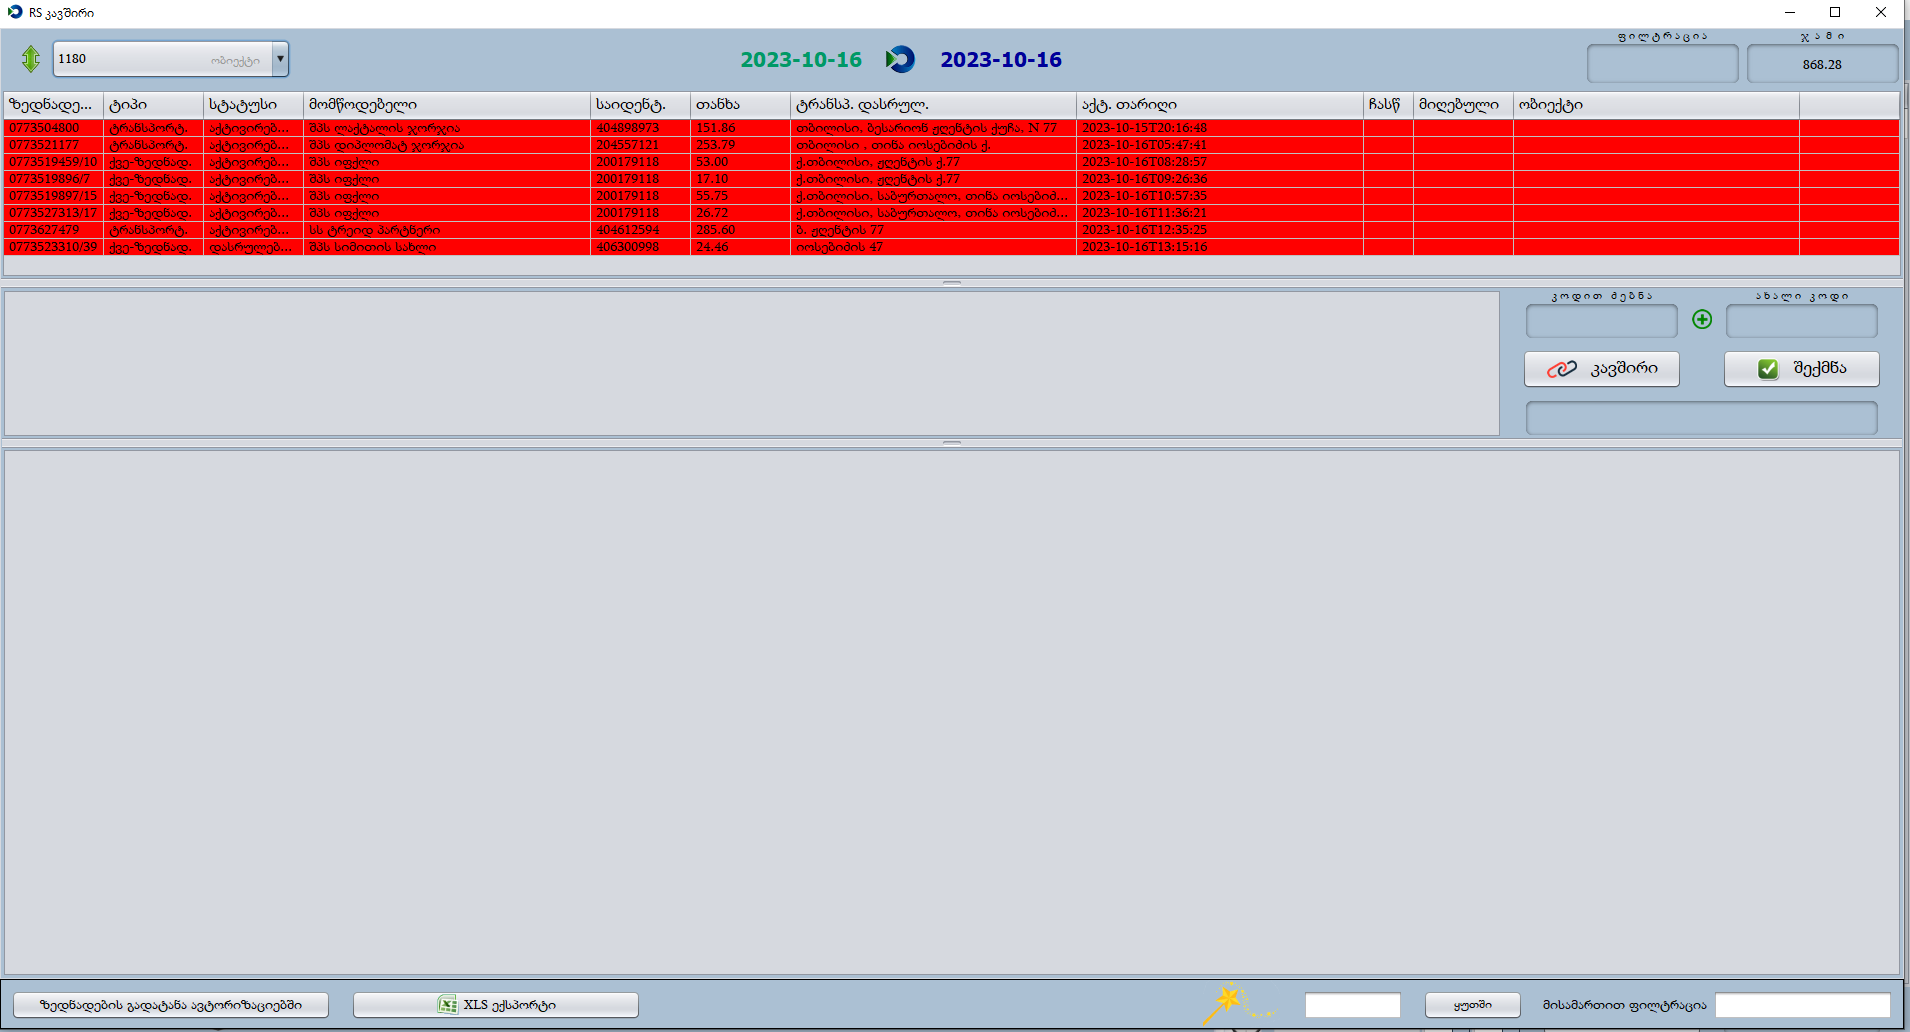 RS კავშირი
1180 ობიექტი 2023-10-16 2023-10-16
ფილტრაცია ჯამი
868.28
ზედნადე... ტიპი სტატუსი მომწოდებელი საიდენტ. თანხა ტრანსპ. დასრულ. აქტ. თარიღი ჩასწ მიღებული ობიექტი
0773504800 ტრანსპორტ. აქტივირებ... შპს ლაქტალის ჯორჯია 404898973 151.86 თბილისი, ბესარიონ ჟღენტის ქუჩა, N 77 2023-10-15T20:16:48
0773521177 ტრანსპორტ. აქტივირებ... შპს დიპლომატ ჯორჯია 204557121 253.79 თბილისი , თინა იოსებიძის ქ. 2023-10-16T05:47:41
0773519459/10 ქვე-ზედნად. აქტივირებ... შპს იფქლი 200179118 53.00 ქ.თბილისი, ჟღენტის ქ.77 2023-10-16T08:28:57
0773519896/7 ქვე-ზედნად. აქტივირებ... შპს იფქლი 200179118 17.10 ქ.თბილისი, ჟღენტის ქ.77 2023-10-16T09:26:36
0773519897/15 ქვე-ზედნად. აქტივირებ... შპს იფქლი 200179118 55.75 ქ.თბილისი, საბურთალო, თინა იოსებიძ... 2023-10-16T10:57:35
0773527313/17 ქვე-ზედნად. აქტივირებ... შპს იფქლი 200179118 26.72 ქ.თბილისი, საბურთალო, თინა იოსებიძ... 2023-10-16T11:36:21
0773627479 ტრანსპორტ. აქტივირებ... სს ტრეიდ პარტნერი 404612594 285.60 ბ. ჟღენტის 77 2023-10-16T12:35:25
0773523310/39 ქვე-ზედნად. დასრულებ... შპს სიმითის სახლი 406300998 24.46 იოსებიძის 47 2023-10-16T13:15:16
კოდით ძებნა ახალი კოდი
კავშირი შექმნა
ზედნადების გადატანა ავტორიზაციებში XLS ექსპორტი ყუთში მისამართით ფილტრაცია